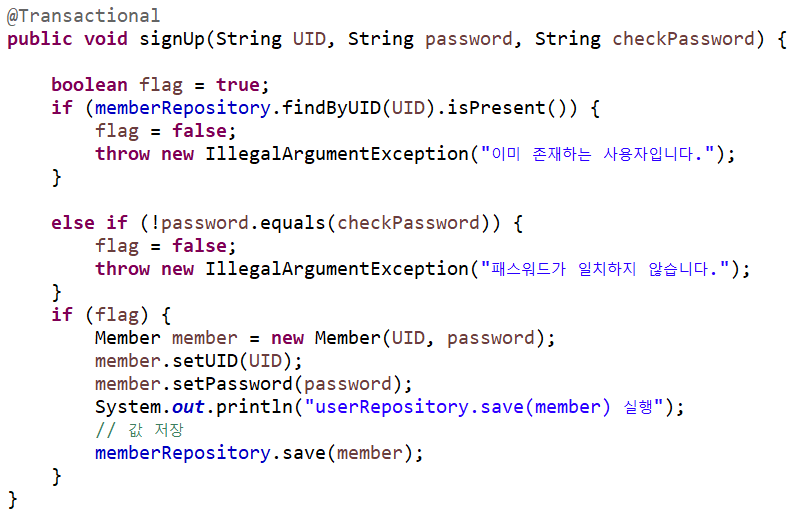 @Transactional
public void signUp(String UID, String password, String checkPassword) {
boolean flag = true;
if (memberRepository.findByUID(UID).isPresent()) {
flag = false;
throw new IllegalArgumentException("이미 존재하는 사용자입니다.");
}
else if (!password.equals(checkPassword)) {
flag = false;
throw new IllegalArgumentException("패스워드가 일치하지 않습니다.");
}
if (flag) {
Member member = new Member(UID, password);
member.setUID(UID);
member.setPassword(password);
System.out.println("userRepository.save(member) 실행");
// 값 저장
memberRepository.save(member);
}
}